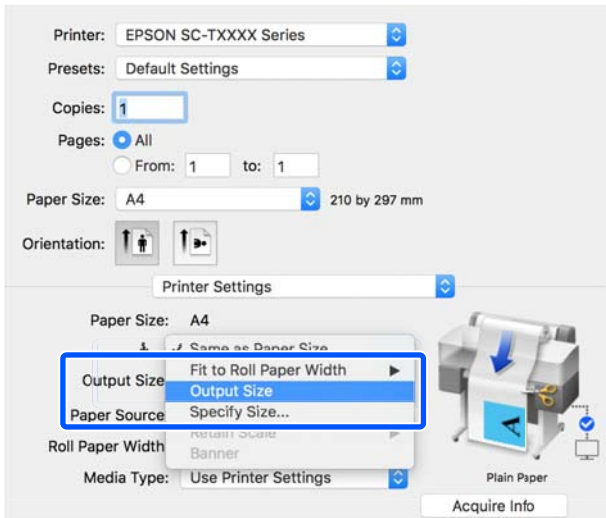 Printer: EPSON SC-TXXXX Series
Presets: Default Settings
Copies: 1
Pages: All
From: 1 to: 1
Paper Size: A4 210 by 297 mm
Orientation:
Printer Settings
Paper Size: A4
Same as Paper Size
Fit to Roll Paper Width
Output Size
Output Size
Paper Source
Specify Size...
Retain Scale
Roll Paper Width
Banner
Media Type: Use Printer Settings
Plain Paper
Acquire Info